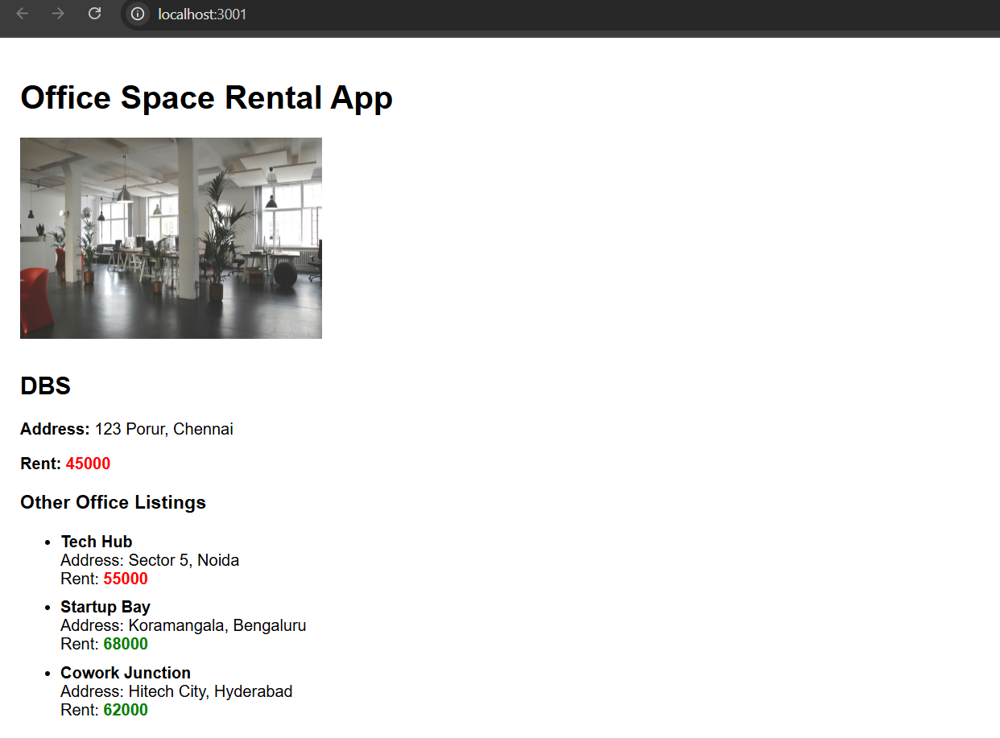 localhost:3001
Office Space Rental App
DBS
Address: 123 Porur, Chennai
Rent: 45000
Other Office Listings
Tech Hub
Address: Sector 5, Noida
Rent: 55000
Startup Bay
Address: Koramangala, Bengaluru
Rent: 68000
Cowork Junction
Address: Hitech City, Hyderabad
Rent: 62000